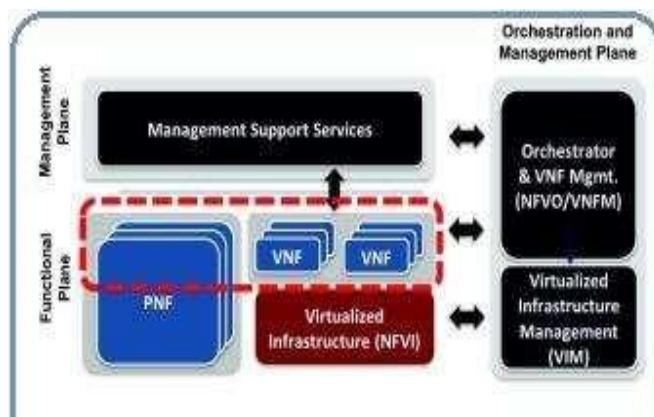 Orchestration and
Management Plane
Management
Plane
Management Support Services
Orchestrator
& VNF Mgmt.
(NFVO/VNFM)
Functional
Plane
PNF
VNF
VNF
Virtualized
Infrastructure (NFVI)
Virtualized
Infrastructure
Management
(VIM)